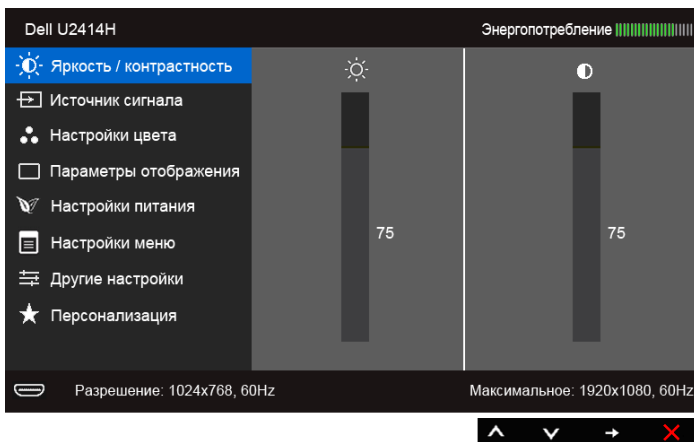 Dell U2414H Энергопотребление
Яркость / контрастность
Источник сигнала
Настройки цвета
Параметры отображения
Настройки питания
Настройки меню
Другие настройки
Персонализация
75 75
Разрешение: 1024x768, 60Hz Максимальное: 1920x1080, 60Hz